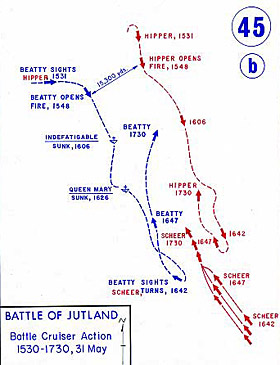 45
b
HIPPER, 1531
HIPPER OPENS
FIRE, 1548
15,300 yds.
BEATTY SIGHTS
HIPPER 1531
BEATTY OPENS
FIRE, 1548
1606
BEATTY
1730
INDEFATIGABLE
SUNK, 1606
QUEEN MARY
SUNK, 1626
HIPPER
1730
BEATTY
1647
SCHEER
1730
1647
1642
SCHEER
1647
BEATTY SIGHTS
SCHEER, TURNS, 1642
SCHEER
1642
BATTLE OF JUTLAND
Battle Cruiser Action
1530-1730, 31 May
N